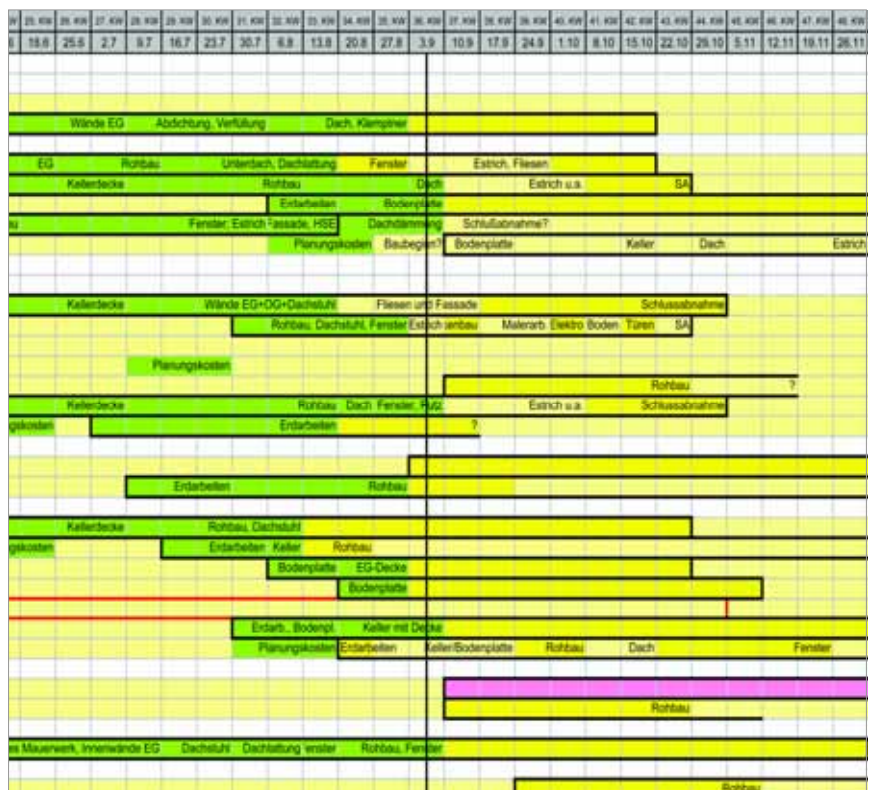 W 25. KW 26. KW 27. KW 28. KW 29. KW 30. KW 31. KW 32. KW 33. KW 34. KW 35. KW 36. KW 37. KW 38. KW 39. KW 40. KW 41. KW 42. KW 43. KW 44. KW 45. KW 46. KW 47. KW 48. KW
18.6 25.6 2.7 9.7 16.7 23.7 30.7 6.8 13.8 20.8 27.8 3.9 10.9 17.9 24.9 1.10 8.10 15.10 22.10 29.10 5.11 12.11 19.11 26.11
Wände EG Abdichtung, Verfüllung Dach, Klempner
EG Rohbau Unterdach, Dachlattung Fenster Estrich, Fliesen
Kellerdecke Rohbau Dach Estrich u.a. SA
Erdarbeiten Bodenplatte
Fenster, Estrich Fassade, HSE Dachdämmung Schlußabnahme?
Planungskosten Baubeginn? Bodenplatte Keller Dach Estrich
Kellerdecke Wände EG+OG+Dachstuhl Fliesen und Fassade Schlussabnahme
Rohbau, Dachstuhl, Fenster Estrich enbau Malerarb. Elektro Boden Türen SA
Planungskosten
Rohbau ?
Kellerdecke Rohbau Dach Fenster, Putz Estrich u.a. Schlussabnahme
gskosten Erdarbeiten ?
Erdarbeiten Rohbau
Kellerdecke Rohbau, Dachstuhl
gskosten Erdarbeiten Keller Rohbau
Bodenplatte EG-Decke
Bodenplatte
Erdarb., Bodenpl. Keller mit Decke
Planungskosten Erdarbeiten Keller/Bodenplatte Rohbau Dach Fenster
Rohbau
es Mauerwerk, Innenwände EG Dachstuhl Dachlattung enster Rohbau, Fenster
Rohbau